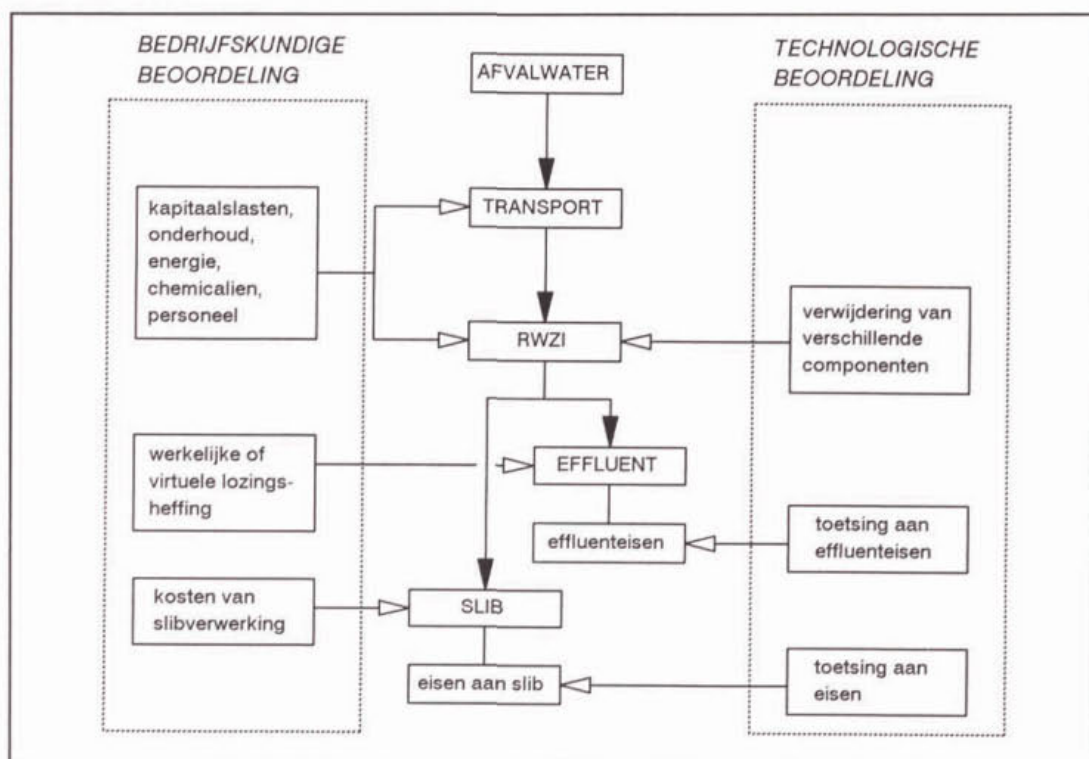 BEDRIJFSKUNDIGE
BEOORDELING
TECHNOLOGISCHE
BEOORDELING
AFVALWATER
kapitaalslasten,
onderhoud,
energie,
chemicalien,
personeel
TRANSPORT
RWZI
verwijdering van
verschillende
componenten
werkelijke of
virtuele lozings-
heffing
EFFLUENT
effluenteisen
toetsing aan
effluenteisen
kosten van
slibverwerking
SLIB
eisen aan slib
toetsing aan
eisen